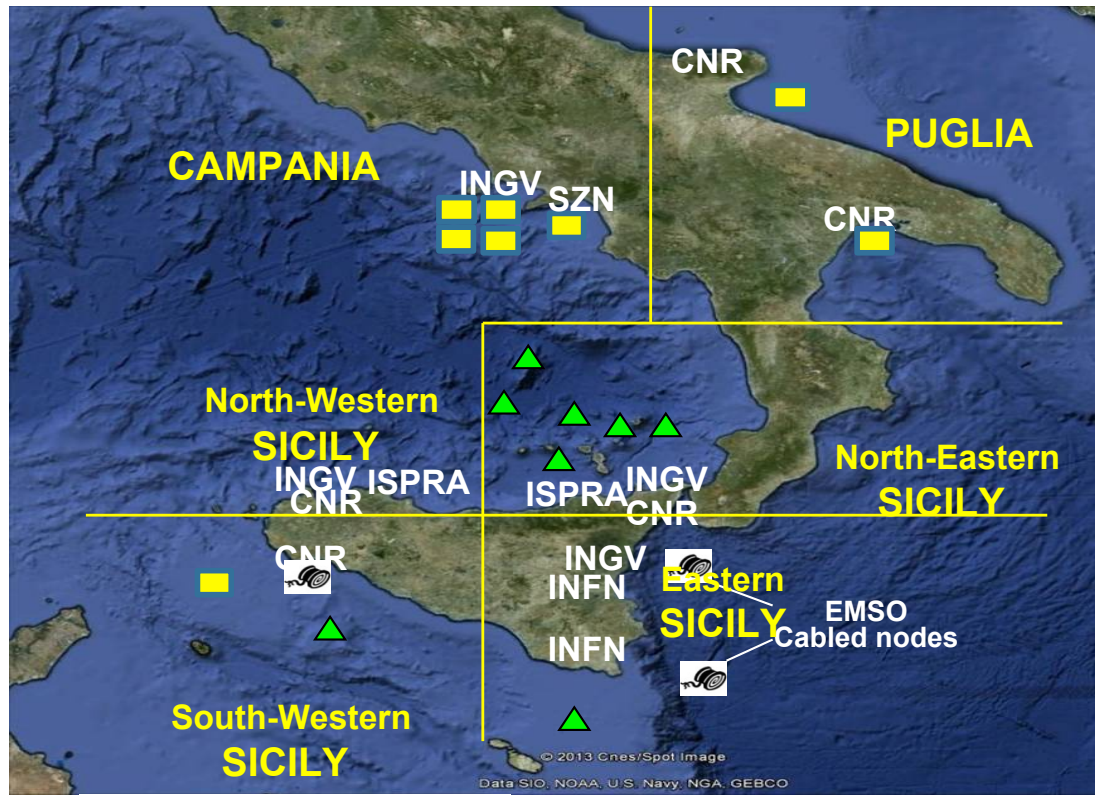 CNR
PUGLIA
CAMPANIA
INGV
SZN
CNR
North-Western
SICILY
INGV ISPRA
CNR
North-Eastern
SICILY
ISPRA INGV
CNR
CNR
INGV
INFN
INFN
Eastern
SICILY
EMSO
Cabled nodes
South-Western
SICILY
© 2013 Cnes/Spot Image
Data SIO, NOAA, U.S. Navy, NGA, GEBCO